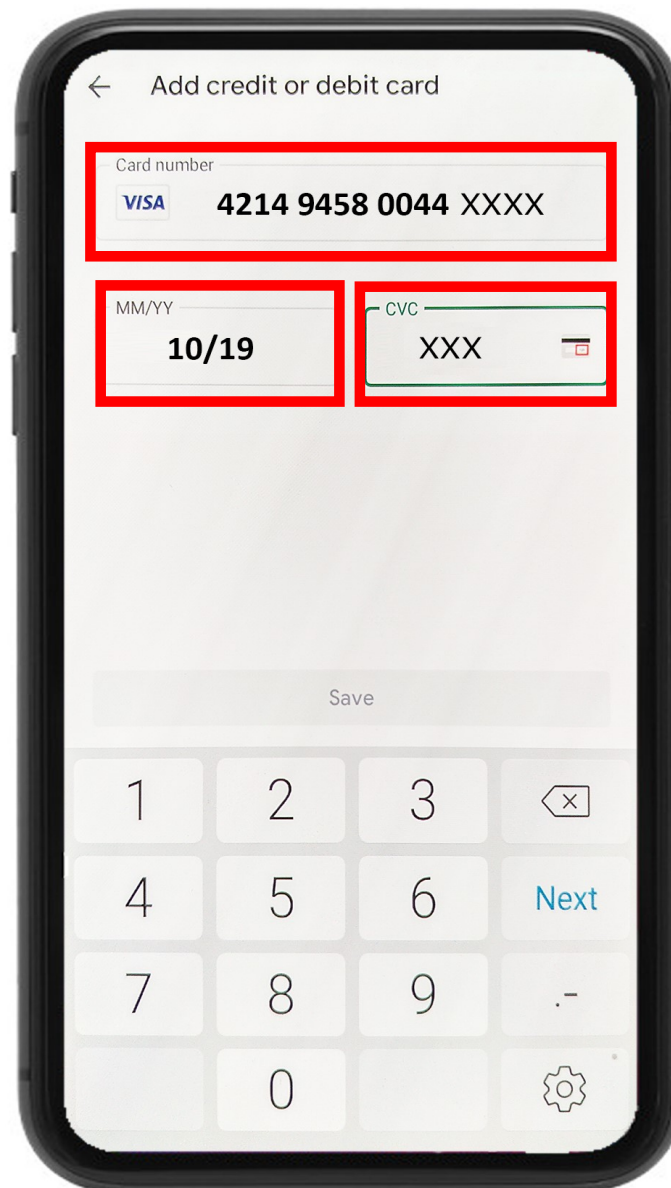 ← Add credit or debit card
Card number
VISA 4214 9458 0044 XXXX
MM/YY CVC
10/19 XXX
Save
1 2 3
4 5 6 Next
7 8 9 .-
0